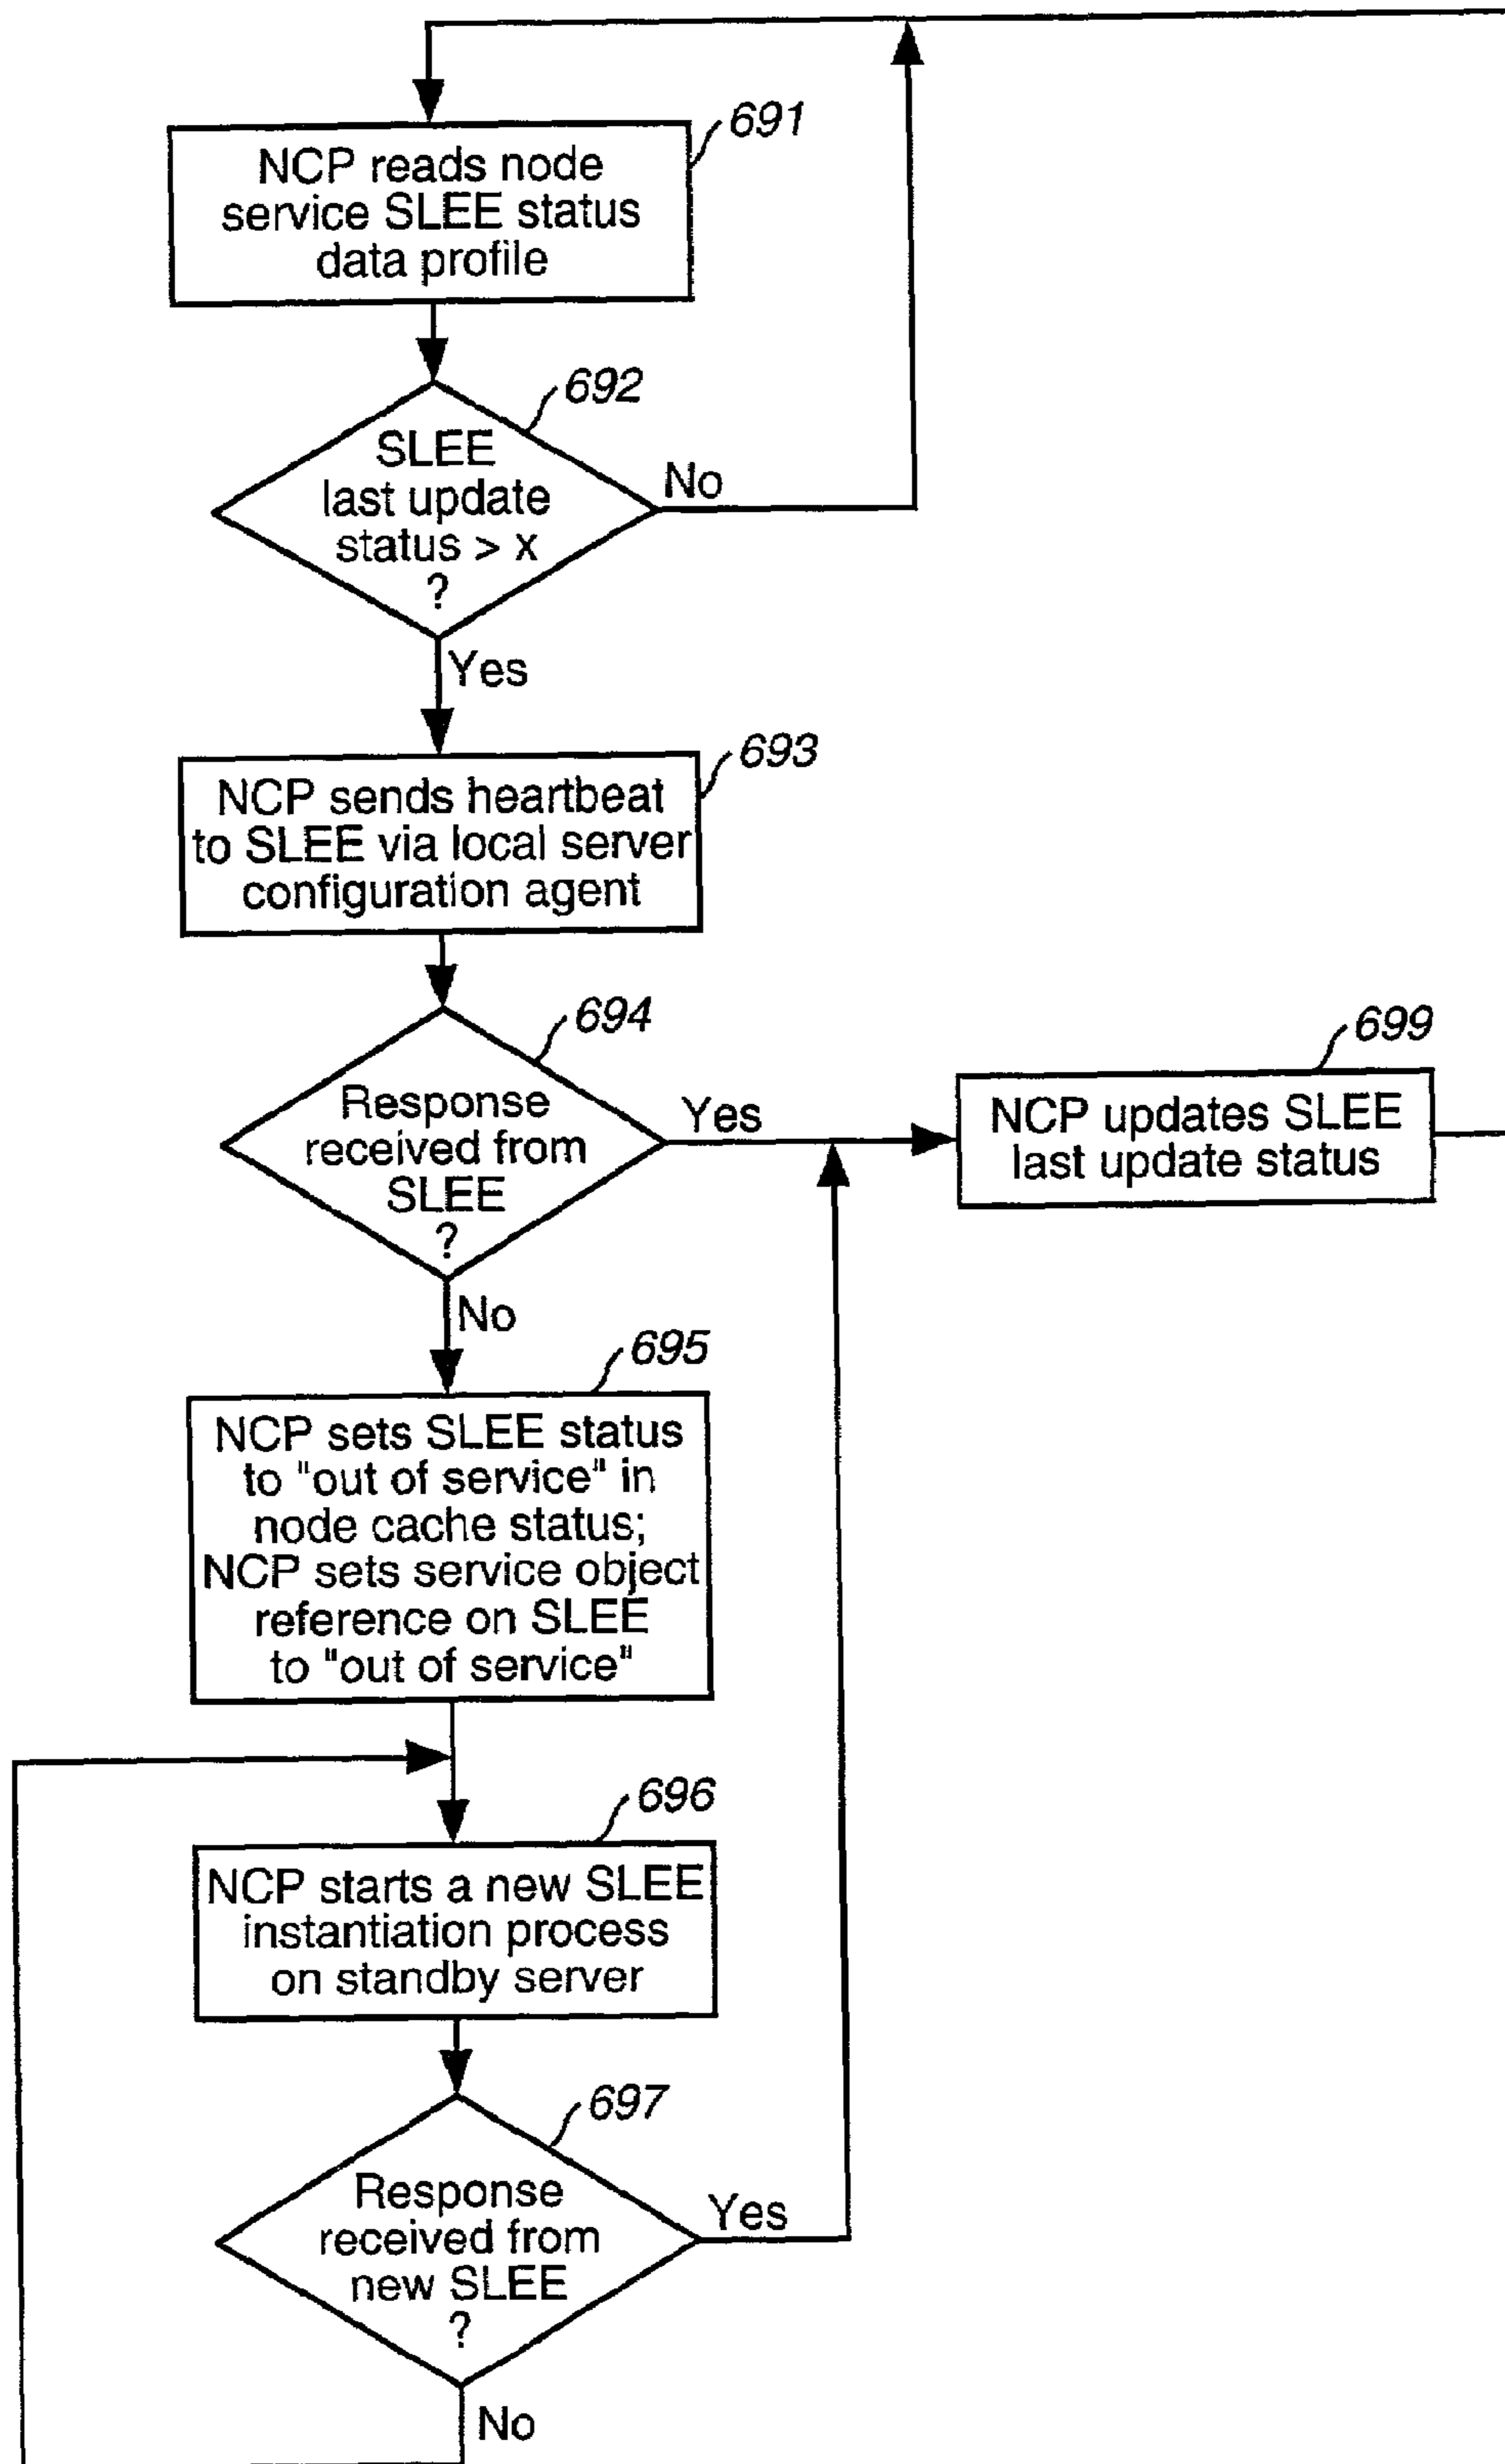 691
NCP reads node
service SLEE status
data profile
692
SLEE
last update
status > x
?
No
Yes
693
NCP sends heartbeat
to SLEE via local server
configuration agent
694
Response
received from
SLEE
?
Yes
699
NCP updates SLEE
last update status
No
695
NCP sets SLEE status
to "out of service" in
node cache status;
NCP sets service object
reference on SLEE
to "out of service"
696
NCP starts a new SLEE
instantiation process
on standby server
697
Response
received from
new SLEE
?
Yes
No